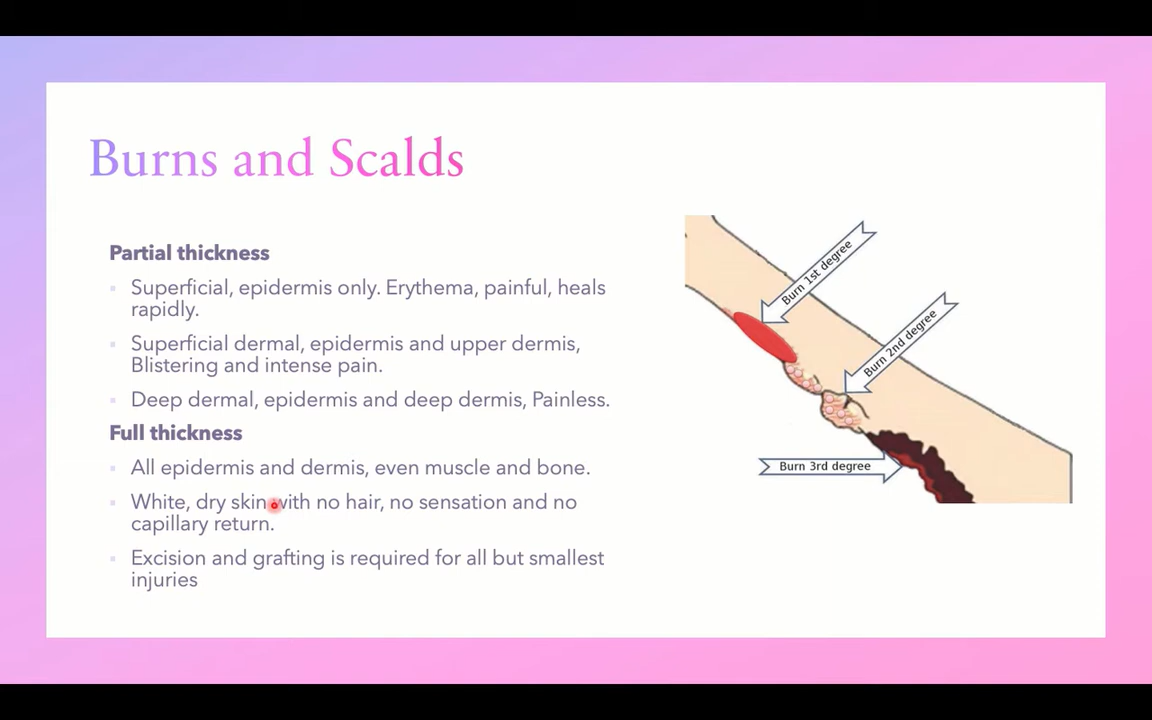 Burns and Scalds
Partial thickness
Superficial, epidermis only. Erythema, painful, heals
rapidly.
Superficial dermal, epidermis and upper dermis,
Blistering and intense pain.
Deep dermal, epidermis and deep dermis, Painless.
Full thickness
All epidermis and dermis, even muscle and bone.
White, dry skin with no hair, no sensation and no
capillary return.
Excision and grafting is required for all but smallest
injuries
Burn 1st degree
Burn 2nd degree
Burn 3rd degree